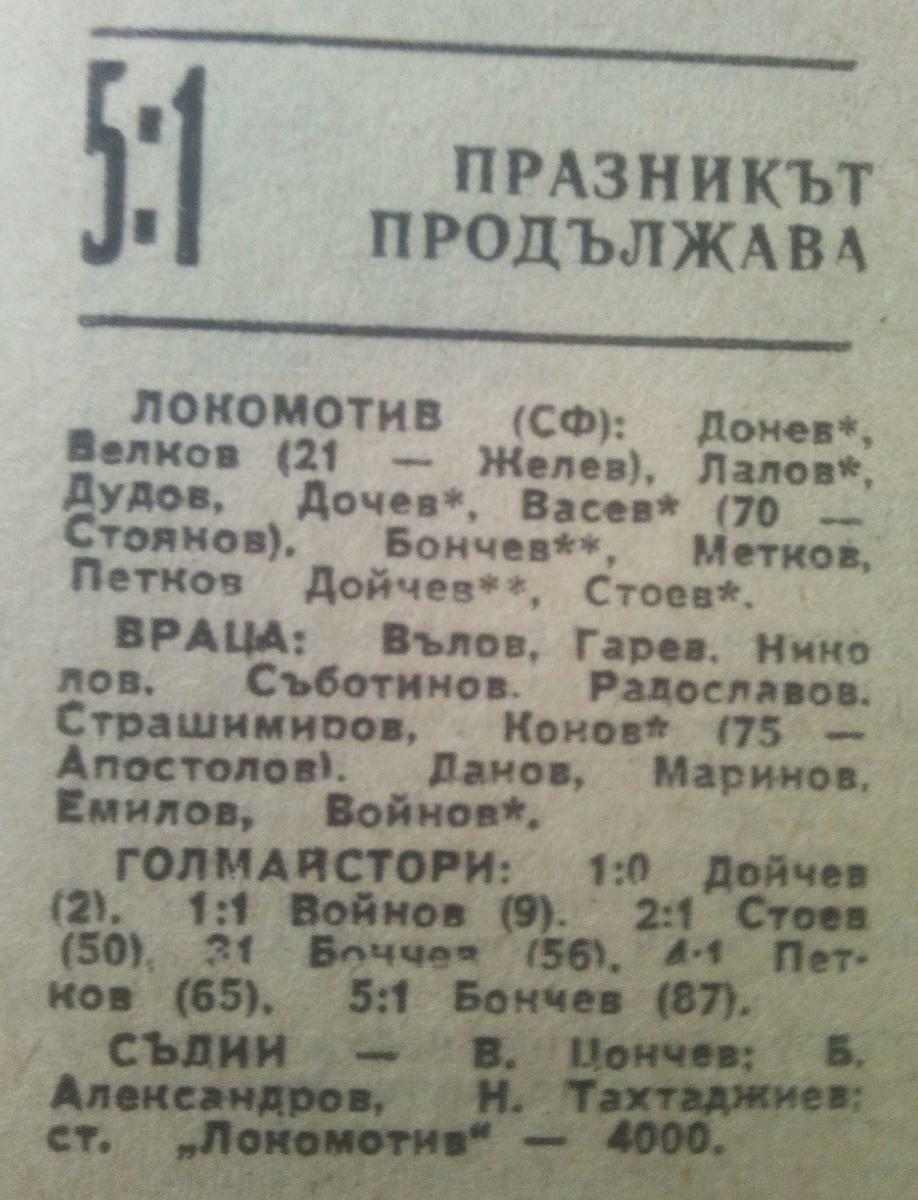 5:1
ПРАЗНИКЪТ
ПРОДЪЛЖАВА
ЛОКОМОТИВ (СФ): Донев*,
Велков (21 — Желев), Лалов*,
Дудов, Дочев*, Васев* (70 —
Стоянов). Бончев**, Метков,
Петков Дойчев**, Стоев*.
ВРАЦА: Вълов, Гарев. Нико
лов. Съботинов. Радославов.
Страшимиров, Конов* (75 —
Апостолов). Данов, Маринов,
Емилов, Войнов*.
ГОЛМАЙСТОРИ: 1:0 Дойчев
(2). 1:1 Войнов (9). 2:1 Стоев
(50), 31 Бончев (56). 4:1 Пет-
ков (65). 5:1 Бончев (87).
СЪДИИ — В. Цончев; Б.
Александров, Н. Тахтаджиев;
ст. „Локомотив“ — 4000.